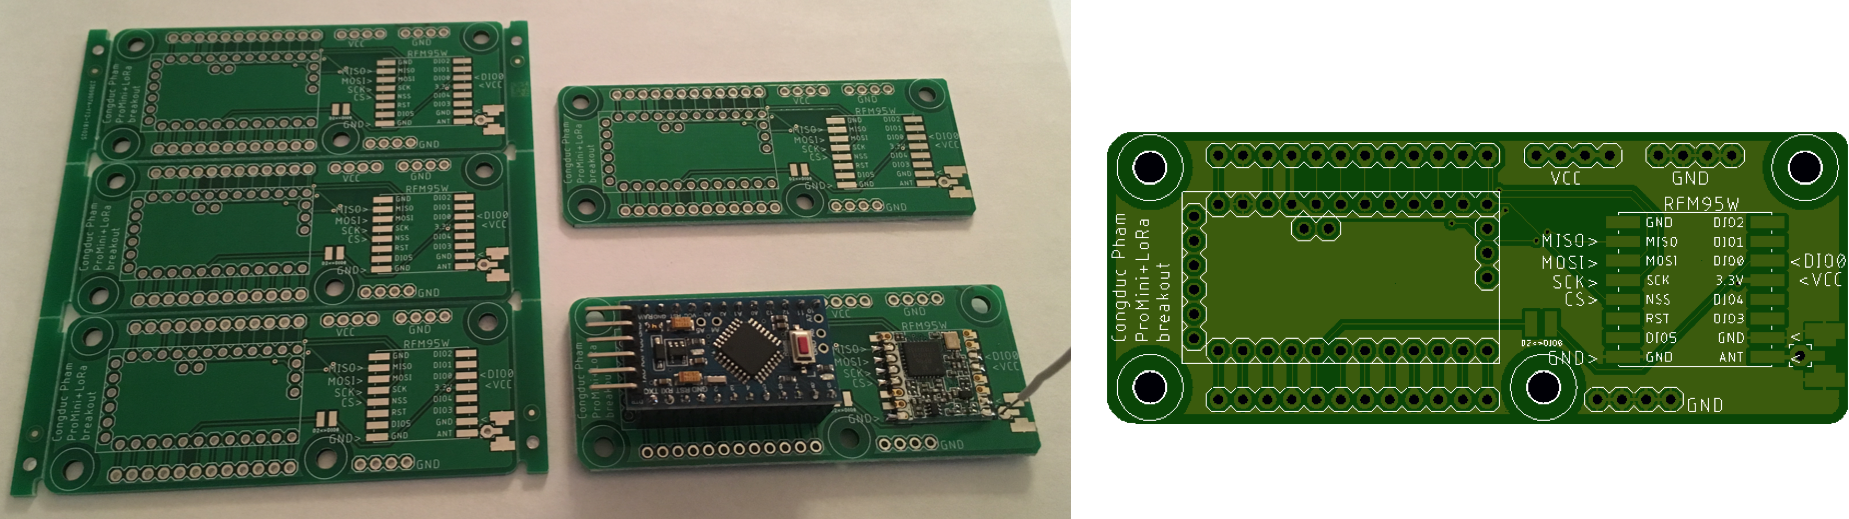 Congduc Pham
ProMini+LoRa
breakout
VCC GND
RFM95W
GND DIO2
MISO> MISO DIO1
MOSI> MOSI DIO0 <DIO0
SCK> SCK 3.3V <VCC
CS> NSS DIO4
RST DIO3
DIO5 GND
GND> GND ANT
GND
Congduc Pham
ProMini+LoRa
breakout
VCC GND
RFM95W
GND DIO2
MISO> MISO DIO1
MOSI> MOSI DIO0 <DIO0
SCK> SCK 3.3V <VCC
CS> NSS DIO4
RST DIO3
DIO5 GND
GND> GND ANT
GND
Congduc Pham
ProMini+LoRa
breakout
VCC GND
RFM95W
GND DIO2
MISO> MISO DIO1
MOSI> MOSI DIO0 <DIO0
SCK> SCK 3.3V <VCC
CS> NSS DIO4
RST DIO3
DIO5 GND
GND> GND ANT
GND
Congduc Pham
ProMini+LoRa
breakout
VCC GND
RFM95W
GND DIO2
MISO> MISO DIO1
MOSI> MOSI DIO0 <DIO0
SCK> SCK 3.3V <VCC
CS> NSS DIO4
RST DIO3
DIO5 GND
GND> GND ANT
GND
Congduc Pham
GND
RFM95W
MISO>
MOSI> <DIO0
SCK> <VCC
CS>
GND>
GND
Congduc Pham
ProMini+LoRa
breakout
VCC GND
RFM95W
GND DIO2
MISO> MISO DIO1
MOSI> MOSI DIO0 <DIO0
SCK> SCK 3.3V <VCC
CS> NSS DIO4
RST DIO3
DIO5 GND <
D2<>DIO0
GND> GND ANT <
GND